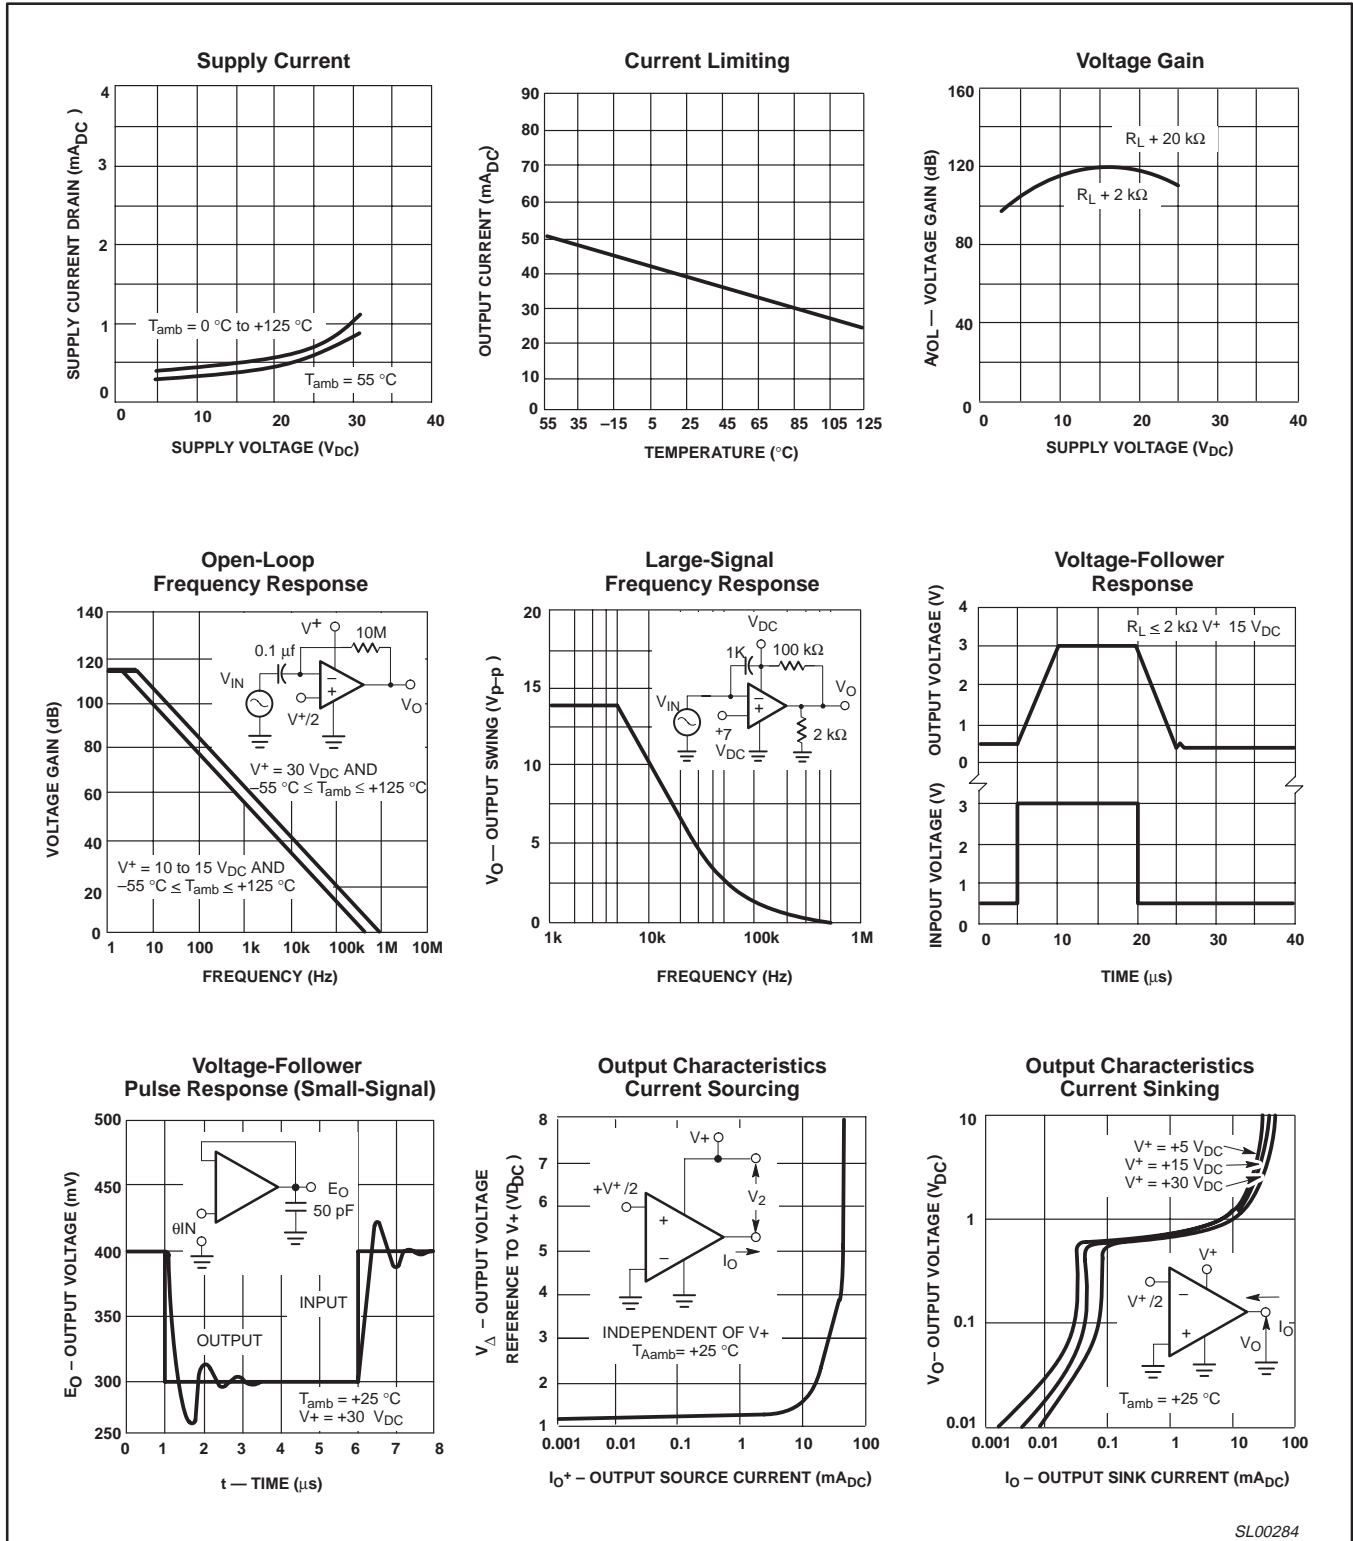 Supply Current
4
3
2
1
0
SUPPLY CURRENT DRAIN (mADC )
Tamb = 0 °C to +125 °C
Tamb = 55 °C
0 10 20 30 40
SUPPLY VOLTAGE (VDC)
Current Limiting
90
80
70
60
50
40
30
20
10
0
OUTPUT CURRENT (mADC)
55 35 –15 5 25 45 65 85 105 125
TEMPERATURE (°C)
Voltage Gain
160
120
80
40
0
AVOL — VOLTAGE GAIN (dB)
RL + 20 kΩ
RL + 2 kΩ
0 10 20 30 40
SUPPLY VOLTAGE (VDC)
Open-Loop
Frequency Response
140
120
100
80
60
40
20
0
VOLTAGE GAIN (dB)
V+
10M
0.1 µf
VIN
–
+
V+/2
VO
V+ = 30 VDC AND
–55 °C ≤ Tamb ≤ +125 °C
V+ = 10 to 15 VDC AND
–55 °C ≤ Tamb ≤ +125 °C
1 10 100 1k 10k 100k 1M 10M
FREQUENCY (Hz)
Large-Signal
Frequency Response
20
15
10
5
0
VO— OUTPUT SWING (Vp–p)
VDC
1K
100 kΩ
VIN
–
+
VO
+7
VDC
2 kΩ
1k 10k 100k 1M
FREQUENCY (Hz)
Voltage-Follower
Response
4
3
2
1
0
OUTPUT VOLTAGE (V)
RL ≤ 2 kΩ V+ 15 VDC
3
2
1
0
INPOUT VOLTAGE (V)
0 10 20 30 40
TIME (µs)
Voltage-Follower
Pulse Response (Small-Signal)
500
450
400
350
300
250
EO – OUTPUT VOLTAGE (mV)
EO
50 pF
θIN
INPUT
OUTPUT
Tamb = +25 °C
V+ = +30 VDC
0 1 2 3 4 5 6 7 8
t — TIME (µs)
Output Characteristics
Current Sourcing
8
7
6
5
4
3
2
1
VΔ – OUTPUT VOLTAGE
REFERENCE TO V+ (VDDC)
V+
+V+/2
+
–
V2
IO
INDEPENDENT OF V+
TAamb= +25 °C
0.001 0.01 0.1 1 10 100
IO+ – OUTPUT SOURCE CURRENT (mADC)
Output Characteristics
Current Sinking
10
1
0.1
0.01
VO– OUTPUT VOLTAGE (VDC)
V+ = +5 VDC
V+ = +15 VDC
V+ = +30 VDC
V+
V+/2
–
+
VO
IO
Tamb = +25 °C
0.001 0.01 0.1 1 10 100
IO – OUTPUT SINK CURRENT (mADC)
SL00284